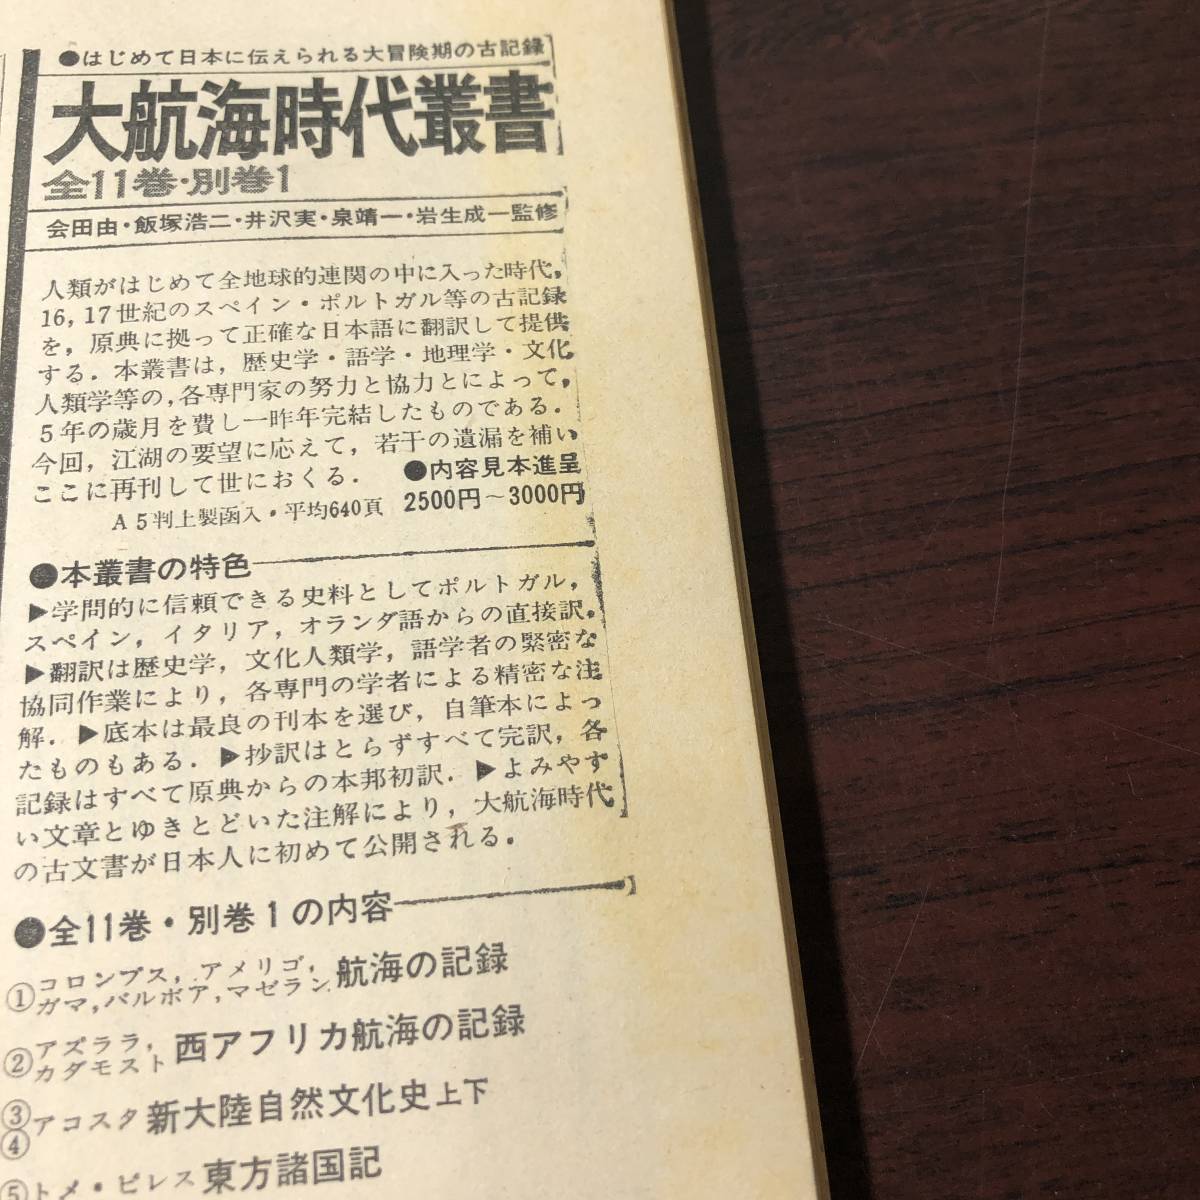 ●はじめて日本に伝えられる大冒険期の古記録
大航海時代叢書
全11巻・別巻1
会田由・飯塚浩二・井沢実・泉靖一・岩生成一監修
人類がはじめて全地球的連関の中に入った時代,
16, 17世紀のスペイン・ポルトガル等の古記録
を, 原典に拠って正確な日本語に翻訳して提供
する. 本叢書は, 歴史学・語学・地理学・文化
人類学等の, 各専門家の努力と協力とによって,
5年の歳月を費し一昨年完結したものである.
今回, 江湖の要望に応えて, 若干の遺漏を補い
ここに再刊して世におくる. ●内容見本進呈
A5判上製函入・平均640頁 2500円～3000円
●本叢書の特色
▶学問的に信頼できる史料としてポルトガル,
スペイン, イタリア, オランダ語からの直接訳.
▶翻訳は歴史学, 文化人類学, 語学者の緊密な
協同作業により, 各専門の学者による精密な注
解. ▶底本は最良の刊本を選び, 自筆本によっ
たものもある. ▶抄訳はとらずすべて完訳, 各
記録はすべて原典からの本邦初訳. ▶よみやす
い文章とゆきとどいた注解により, 大航海時代
の古文書が日本人に初めて公開される.
●全11巻・別巻1の内容
①コロンブス, アメリゴ, ガマ, バルボア, マゼラン 航海の記録
②アズララ, カダモスト 西アフリカ航海の記録
③④アコスタ 新大陸自然文化史上下
⑤トメ・ピレス 東方諸国記